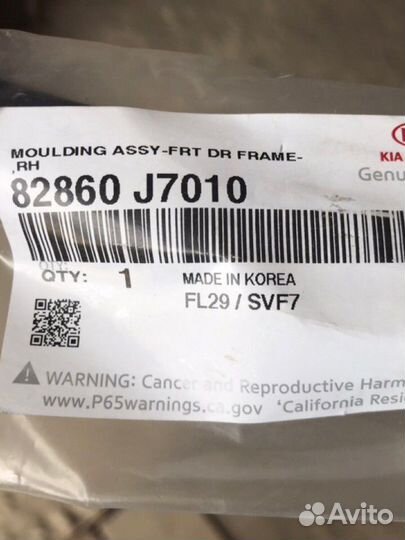 MOULDING ASSY-FRT DR FRAME-
,RH
82860 J7010
KIA
Genu
QTY: 1
MADE IN KOREA
FL29 / SVF7
WARNING: Cancer and Reproductive Harm
www.P65warnings.ca.gov 'California Resi
Avito